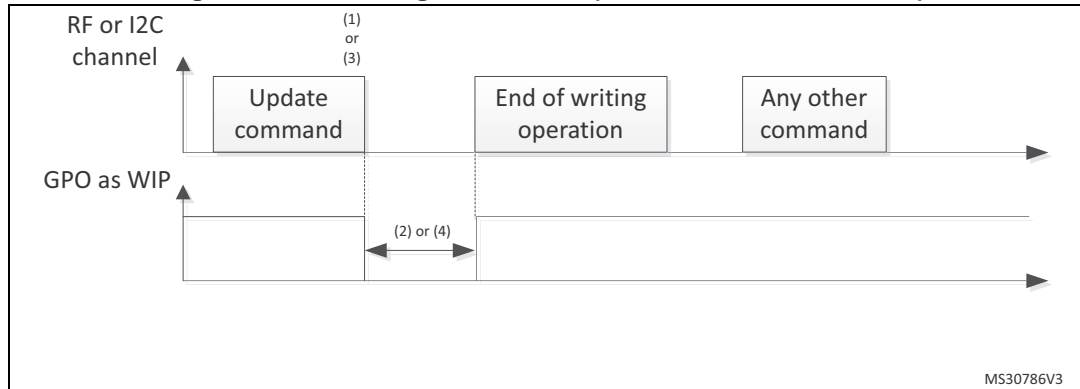 RF or I2C
channel
(1)
or
(3)
Update
command
End of writing
operation
Any other
command
GPO as WIP
(2) or (4)
MS30786V3